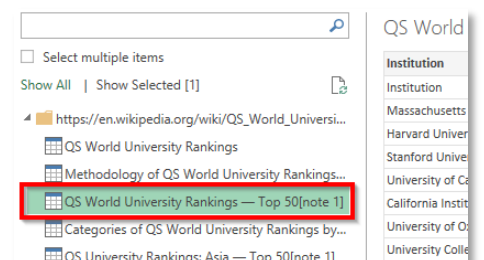 Select multiple items
Show All | Show Selected [1]
https://en.wikipedia.org/wiki/QS_World_Universi...
QS World University Rankings
Methodology of QS World University Rankings...
QS World University Rankings — Top 50[note 1]
Categories of QS World University Rankings by...
QS University Rankings: Asia — Top 50[note 1]
QS World
Institution
Institution
Massachusetts
Harvard Univer
Stanford Unive
University of Ca
California Instit
University of O
University Colle